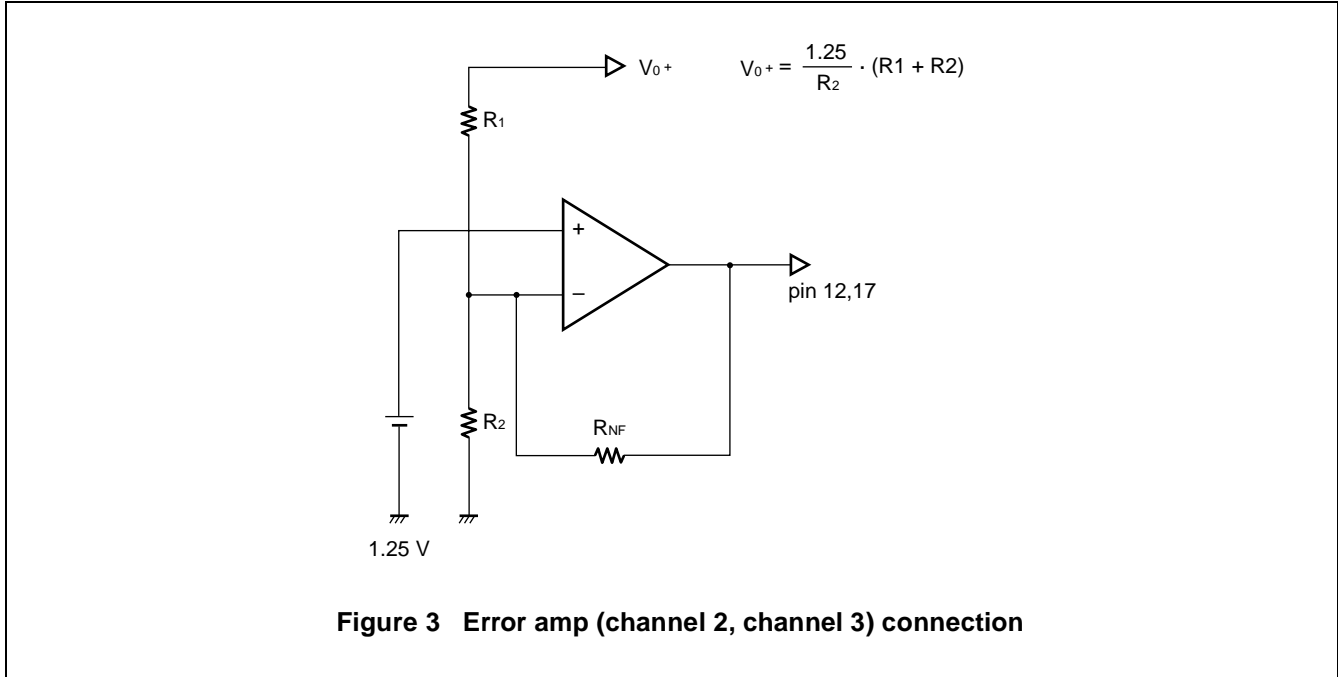 V0 +    V0 + = 1.25 / R2 · (R1 + R2)
R1
+
−
pin 12,17
R2
RNF
1.25 V
Figure 3   Error amp (channel 2, channel 3) connection